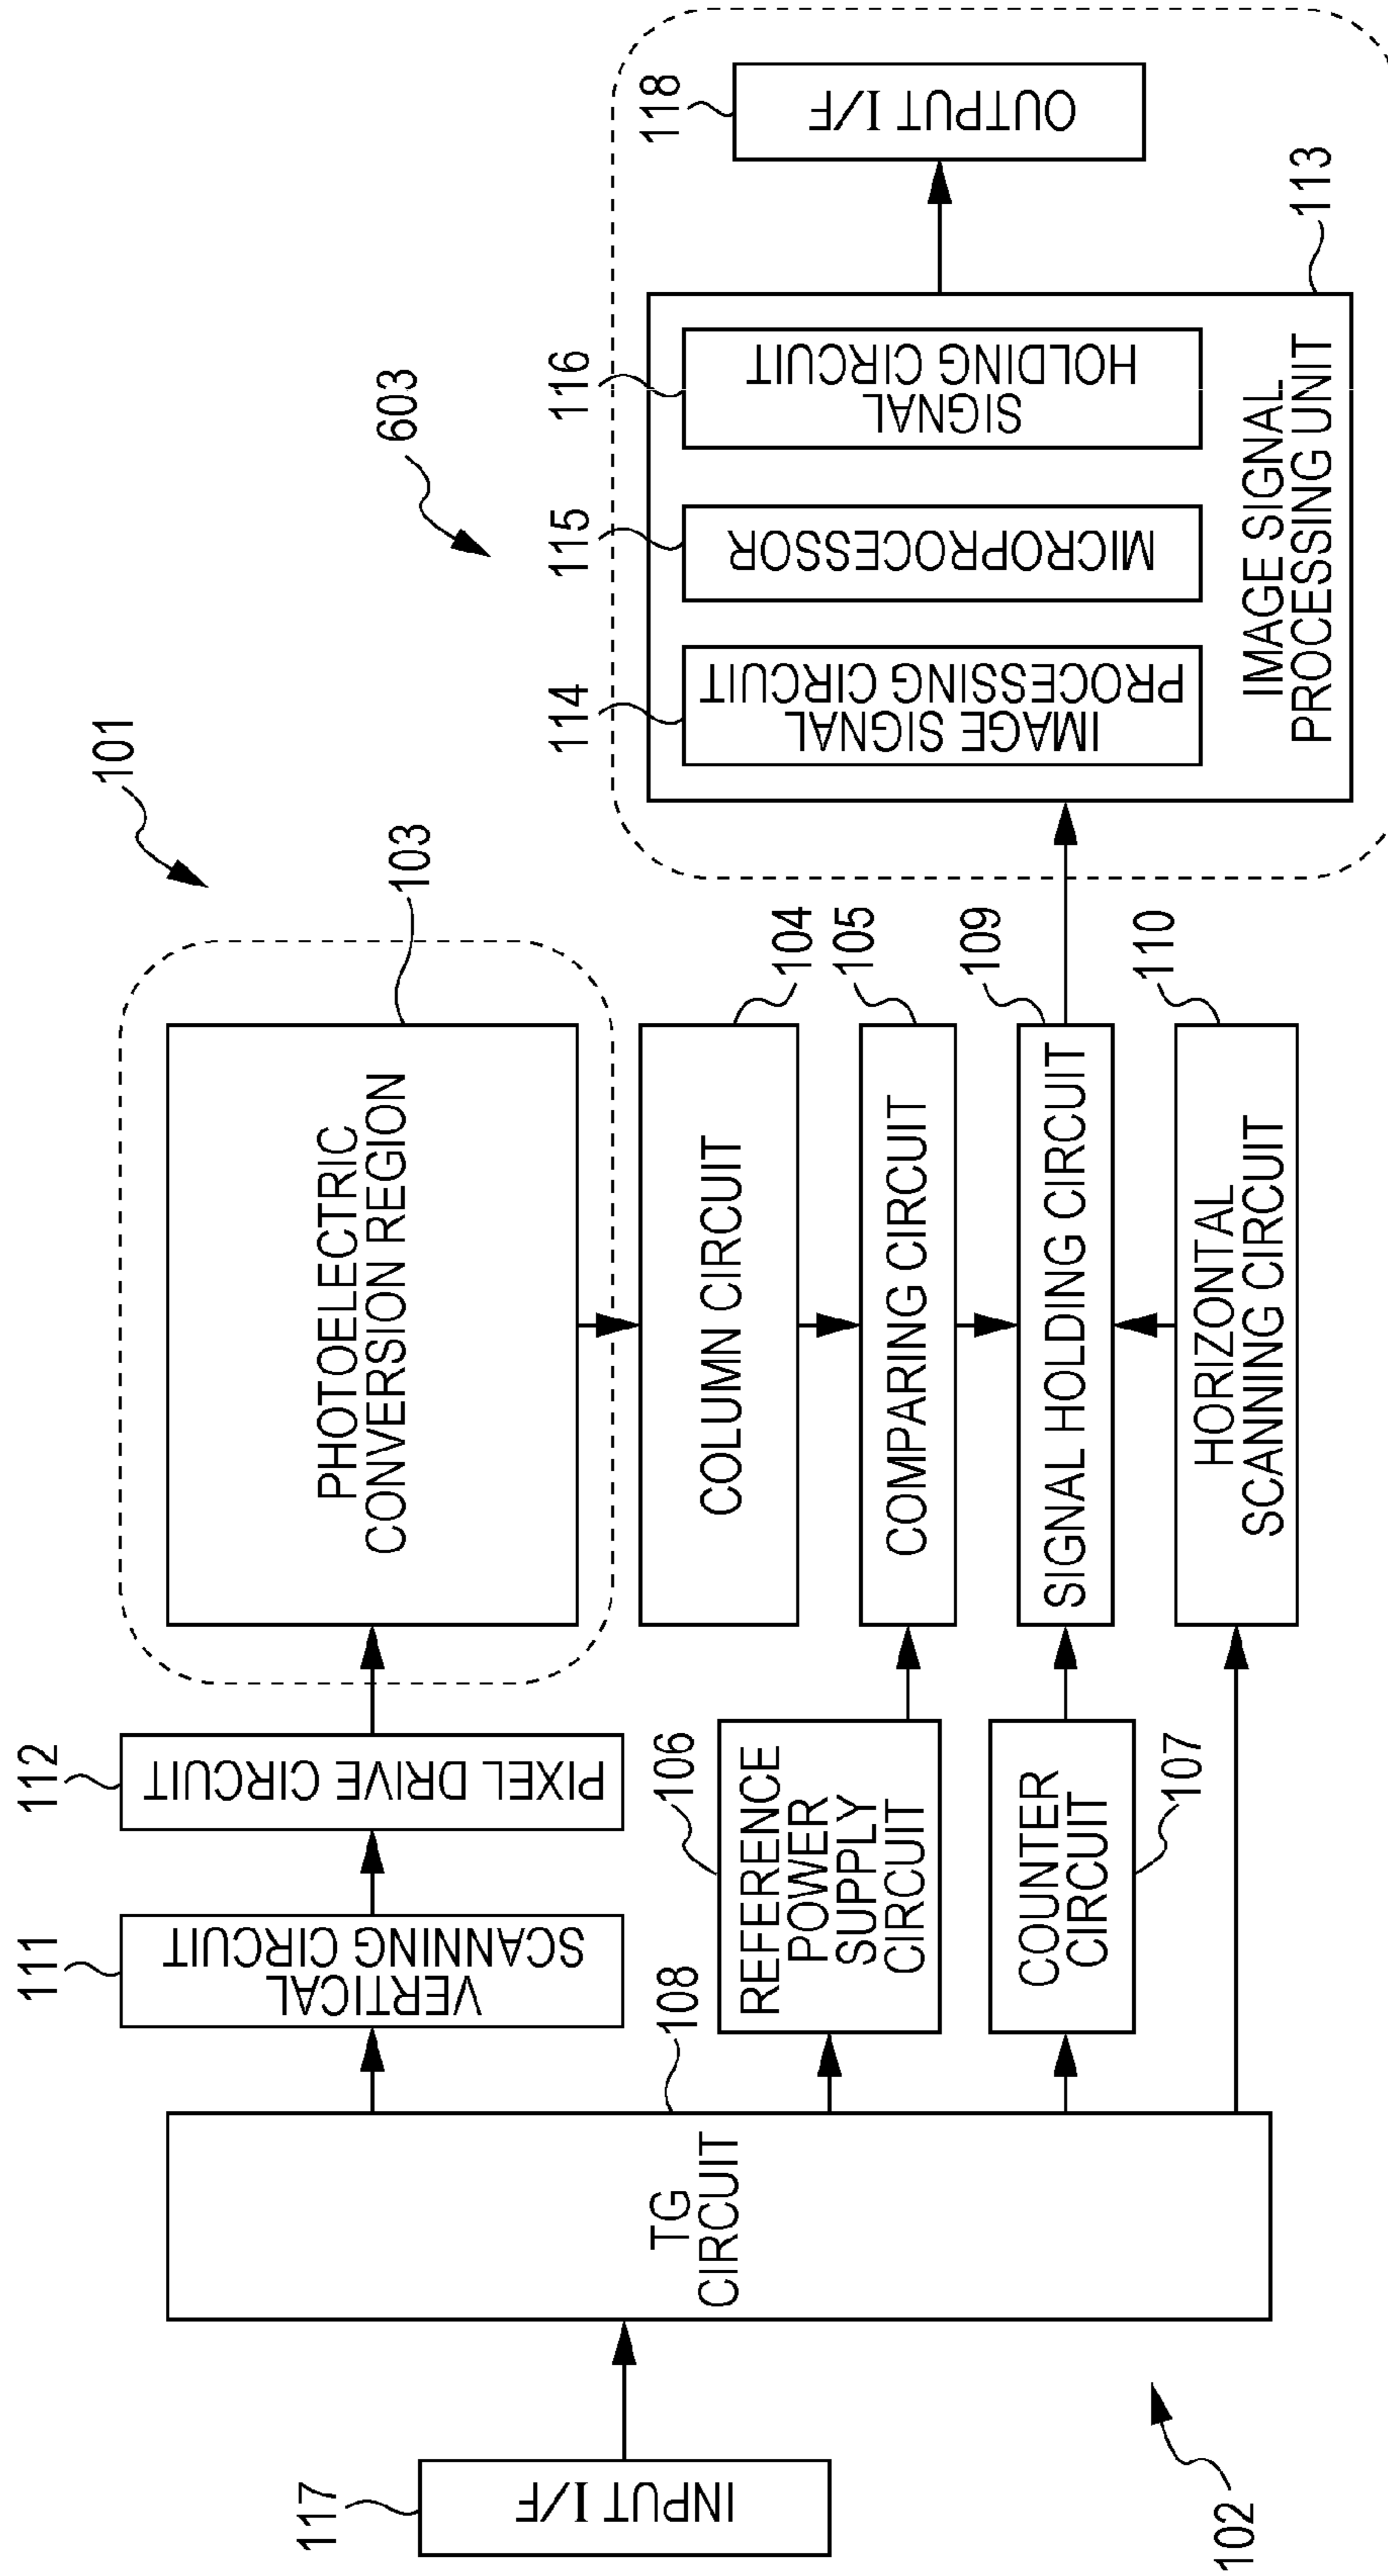 101
103
PHOTOELECTRIC
CONVERSION REGION
112
PIXEL DRIVE CIRCUIT
111
VERTICAL
SCANNING CIRCUIT
108
TG
CIRCUIT
117
INPUT I/F
102
104
COLUMN CIRCUIT
105
COMPARING CIRCUIT
106
REFERENCE
POWER
SUPPLY
CIRCUIT
109
SIGNAL HOLDING CIRCUIT
107
COUNTER
CIRCUIT
110
HORIZONTAL
SCANNING CIRCUIT
603
114
IMAGE SIGNAL
PROCESSING CIRCUIT
115
MICROPROCESSOR
116
SIGNAL
HOLDING CIRCUIT
IMAGE SIGNAL
PROCESSING UNIT
113
118
OUTPUT I/F